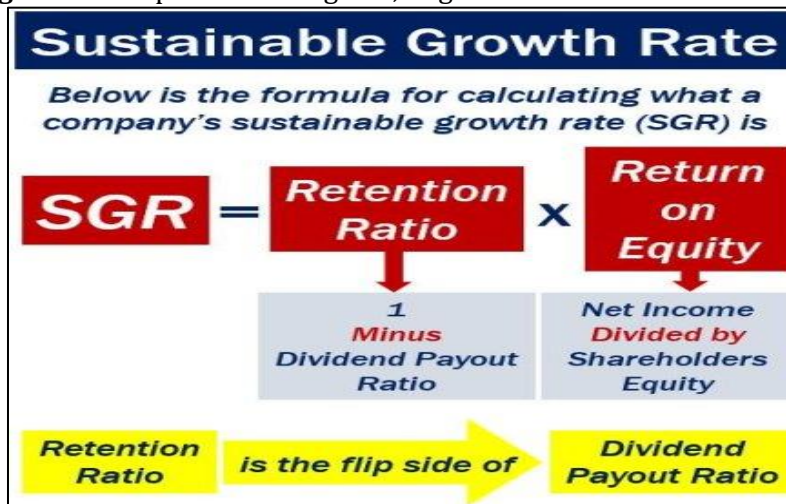 Sustainable Growth Rate
Below is the formula for calculating what a
company's sustainable growth rate (SGR) is
SGR = Retention Ratio x Return on Equity
1
Minus
Dividend Payout
Ratio
Net Income
Divided by
Shareholders
Equity
Retention
Ratio
is the flip side of
Dividend
Payout Ratio